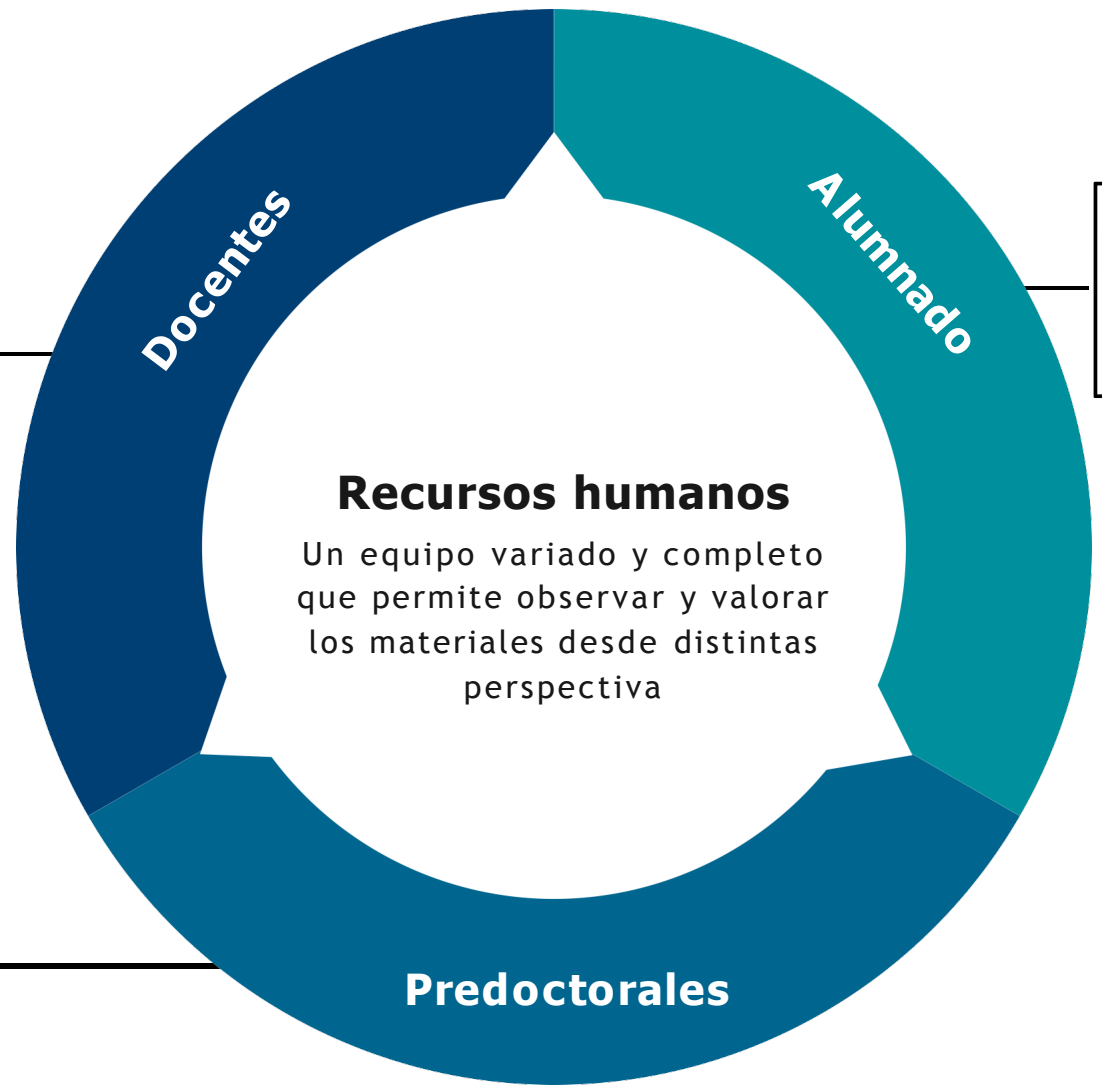 Docentes
Alumnado
Recursos humanos
Un equipo variado y completo
que permite observar y valorar
los materiales desde distintas
perspectiva
Predoctorales